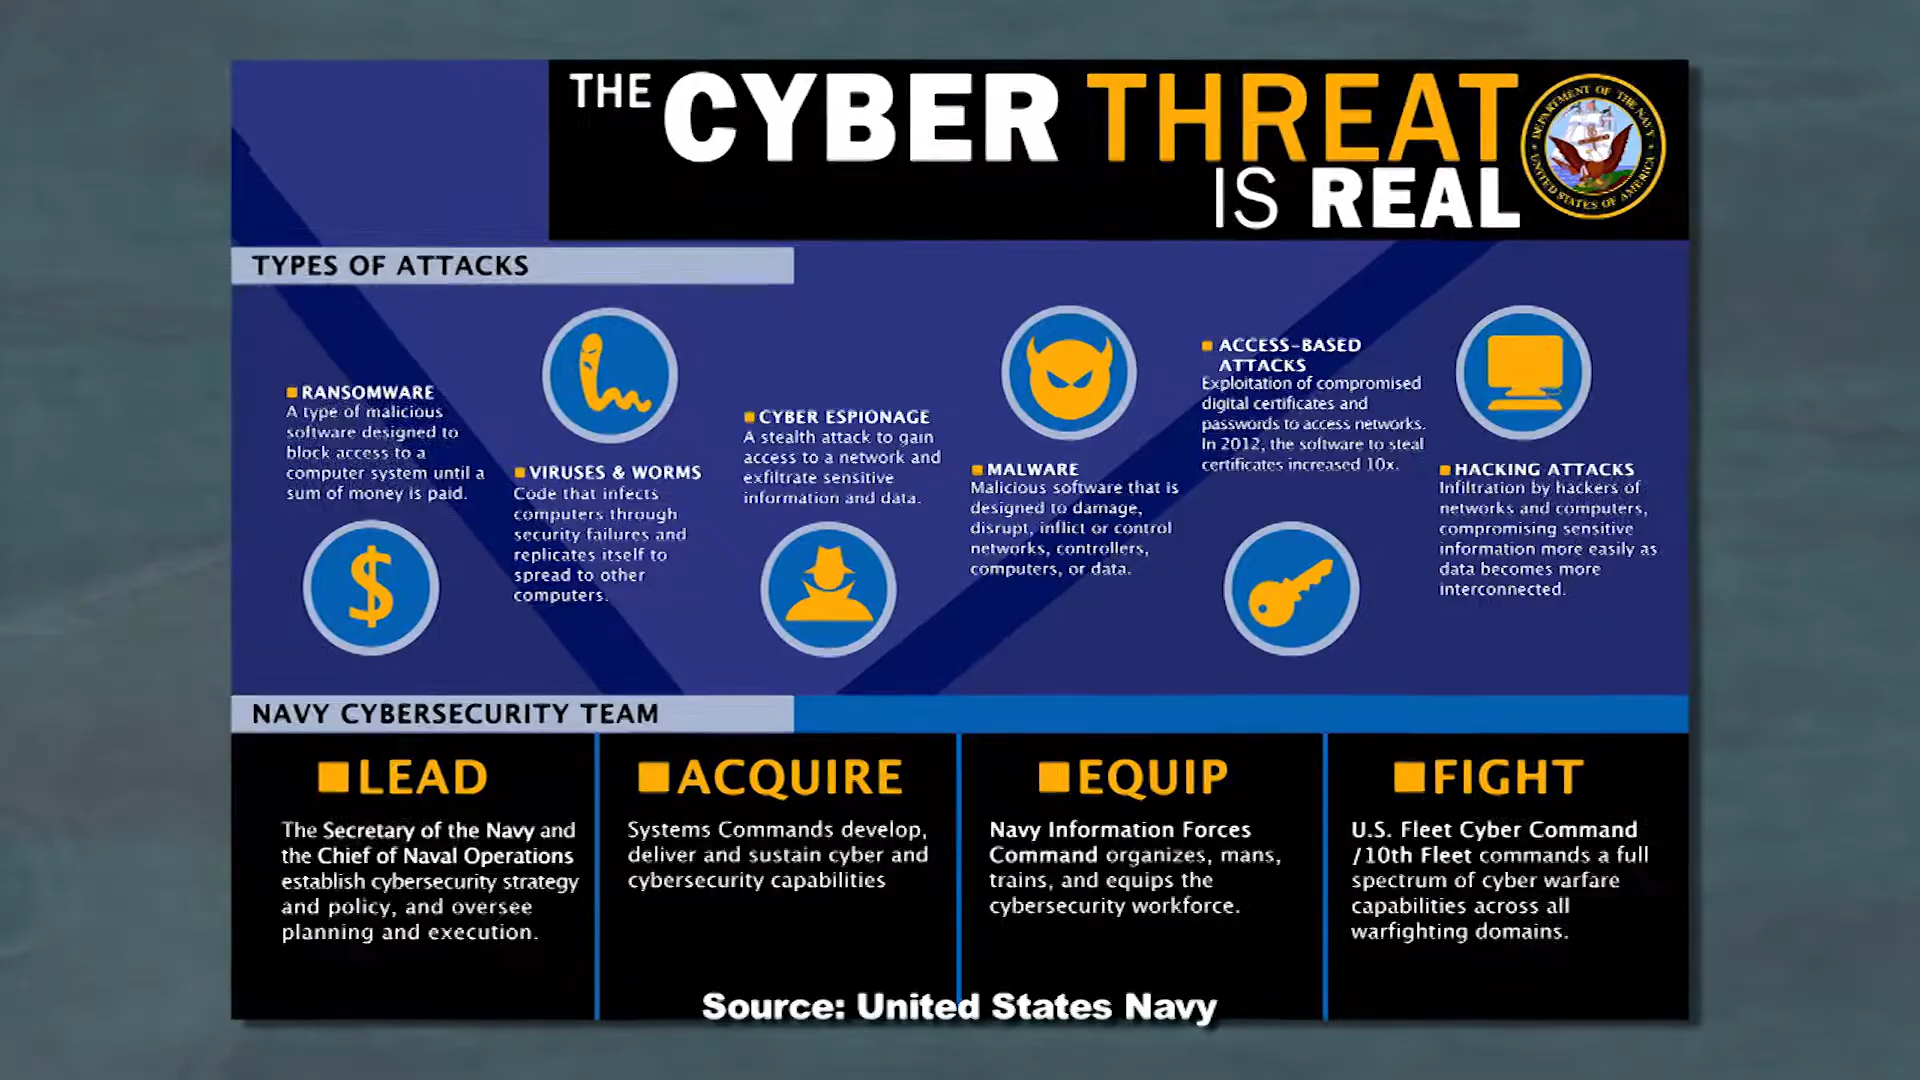 THE CYBER THREAT
IS REAL
DEPARTMENT OF THE NAVY
UNITED STATES OF AMERICA
TYPES OF ATTACKS
RANSOMWARE
A type of malicious
software designed to
block access to a
computer system until a
sum of money is paid.
VIRUSES & WORMS
Code that infects
computers through
security failures and
replicates itself to
spread to other
computers.
CYBER ESPIONAGE
A stealth attack to gain
access to a network and
exfiltrate sensitive
information and data.
MALWARE
Malicious software that is
designed to damage,
disrupt, inflict or control
networks, controllers,
computers, or data.
ACCESS-BASED
ATTACKS
Exploitation of compromised
digital certificates and
passwords to access networks.
In 2012, the software to steal
certificates increased 10x.
HACKING ATTACKS
Infiltration by hackers of
networks and computers,
compromising sensitive
information more easily as
data becomes more
interconnected.
NAVY CYBERSECURITY TEAM
LEAD
The Secretary of the Navy and
the Chief of Naval Operations
establish cybersecurity strategy
and policy, and oversee
planning and execution.
ACQUIRE
Systems Commands develop,
deliver and sustain cyber and
cybersecurity capabilities
EQUIP
Navy Information Forces
Command organizes, mans,
trains, and equips the
cybersecurity workforce.
FIGHT
U.S. Fleet Cyber Command
/10th Fleet commands a full
spectrum of cyber warfare
capabilities across all
warfighting domains.
Source: United States Navy